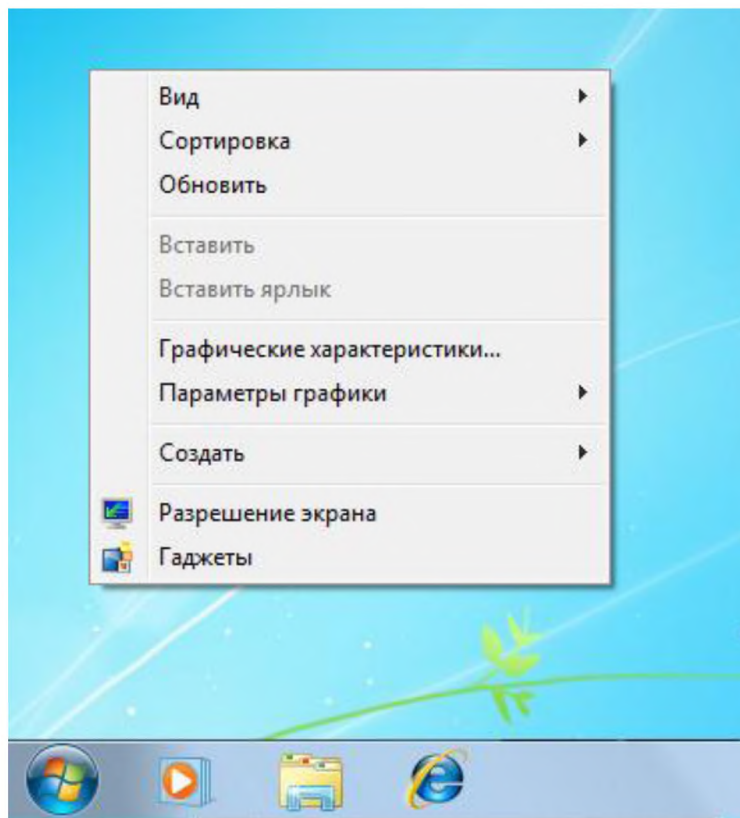 Вид
Сортировка
Обновить
Вставить
Вставить ярлык
Графические характеристики...
Параметры графики
Создать
Разрешение экрана
Гаджеты